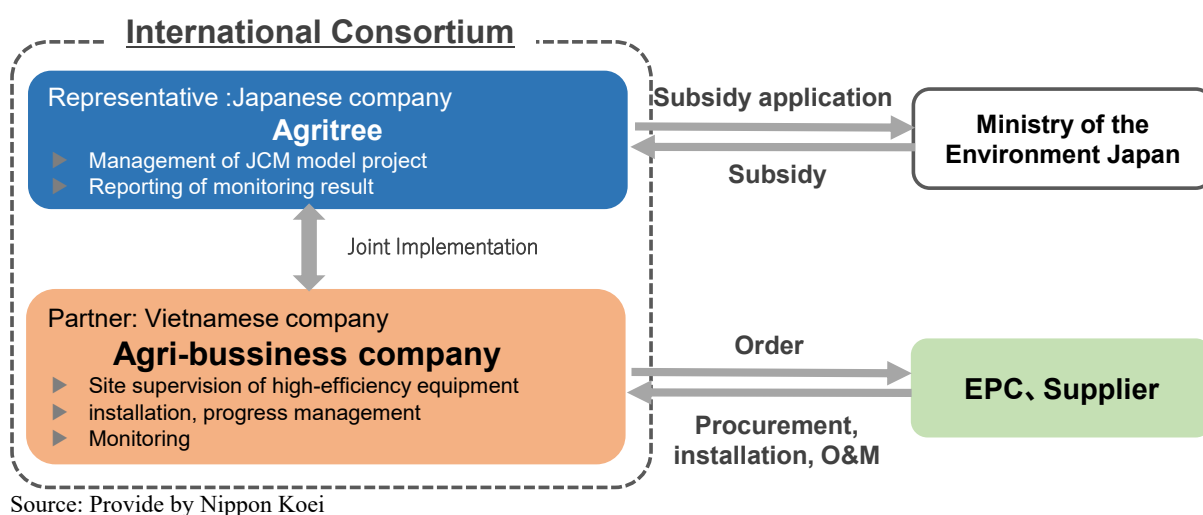 International Consortium
Representative :Japanese company
Agritree
▶ Management of JCM model project
▶ Reporting of monitoring result
Subsidy application
Subsidy
Ministry of the
Environment Japan
Joint Implementation
Partner: Vietnamese company
Agri-bussiness company
▶ Site supervision of high-efficiency equipment
▶ installation, progress management
▶ Monitoring
Order
Procurement,
installation, O&M
EPC、Supplier
Source: Provide by Nippon Koei